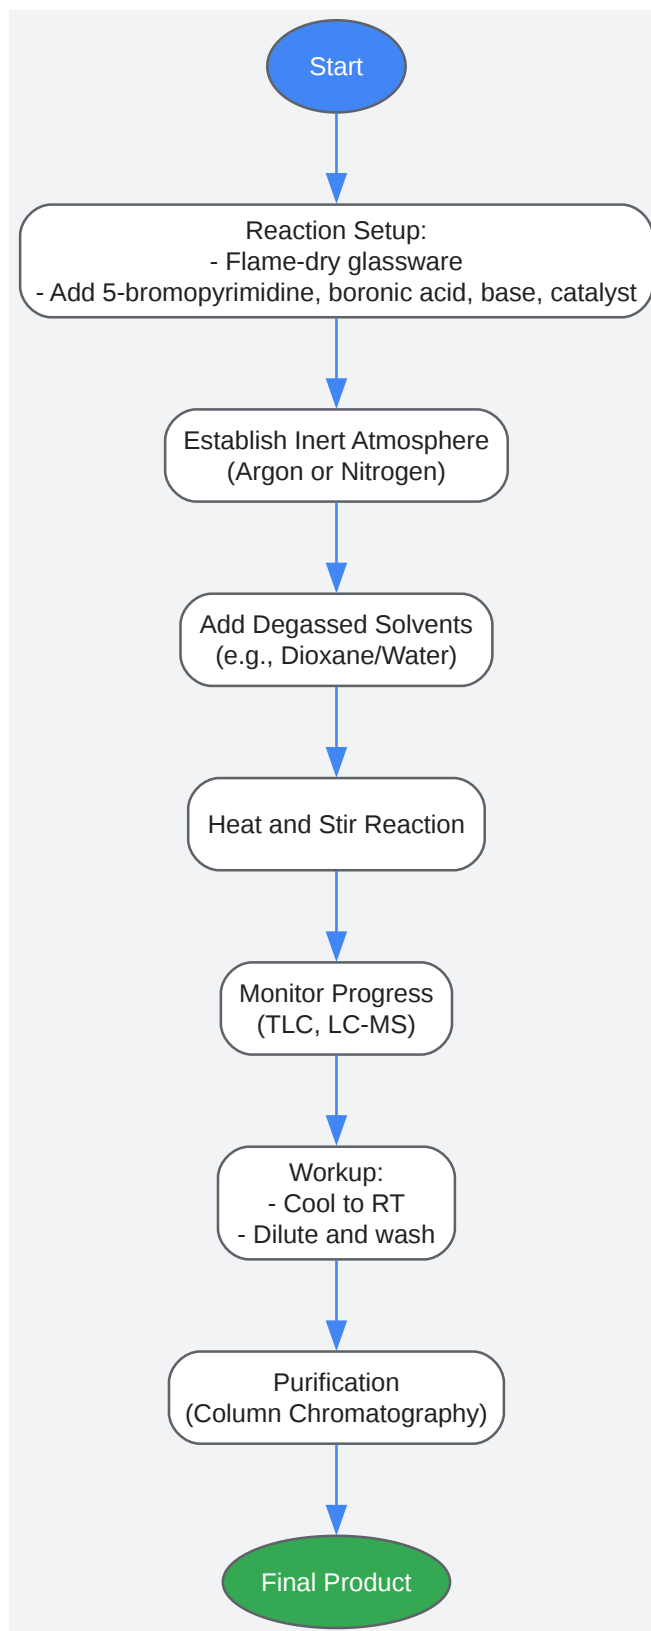 Start
Reaction Setup:
- Flame-dry glassware
- Add 5-bromopyrimidine, boronic acid, base, catalyst
Establish Inert Atmosphere
(Argon or Nitrogen)
Add Degassed Solvents
(e.g., Dioxane/Water)
Heat and Stir Reaction
Monitor Progress
(TLC, LC-MS)
Workup:
- Cool to RT
- Dilute and wash
Purification
(Column Chromatography)
Final Product